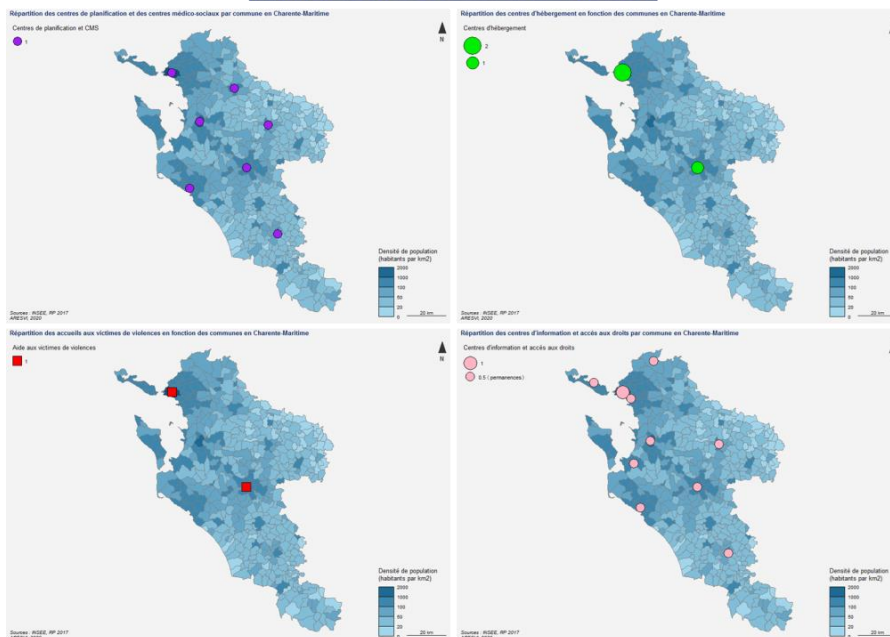 Répartition des centres de planification et des centres médico-sociaux par commune en Charente-Maritime
Centres de planification et CMS
1
N
Densité de population
(habitants par km2)
2000
1000
100
50
20
0
Sources : INSEE, RP 2017
ARESVI, 2020
20 km
Répartition des centres d'hébergement en fonction des communes en Charente-Maritime
Centres d'hébergement
2
1
N
Densité de population
(habitants par km2)
2000
1000
100
50
20
0
Sources : INSEE, RP 2017
ARESVI, 2020
20 km
Répartition des accueils aux victimes de violences en fonction des communes en Charente-Maritime
Aide aux victimes de violences
1
N
Densité de population
(habitants par km2)
2000
1000
100
50
20
0
Sources : INSEE, RP 2017
ARESVI, 2020
20 km
Répartition des centres d'information et accès aux droits par commune en Charente-Maritime
Centres d'information et accès aux droits
1
0.5 ( permanences )
N
Densité de population
(habitants par km2)
2000
1000
100
50
20
0
Sources : INSEE, RP 2017
ARESVI, 2020
20 km